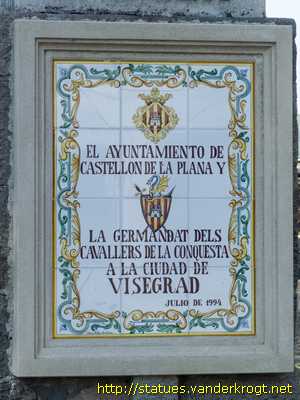 EL AYUNTAMIENTO DE
CASTELLON DE LA PLANA Y
LA GERMANDAT DELS
CAVALLERS DE LA CONQUESTA
A LA CIUDAD DE
VISEGRAD
JULIO DE 1994
http://statues.vanderkrogt.net